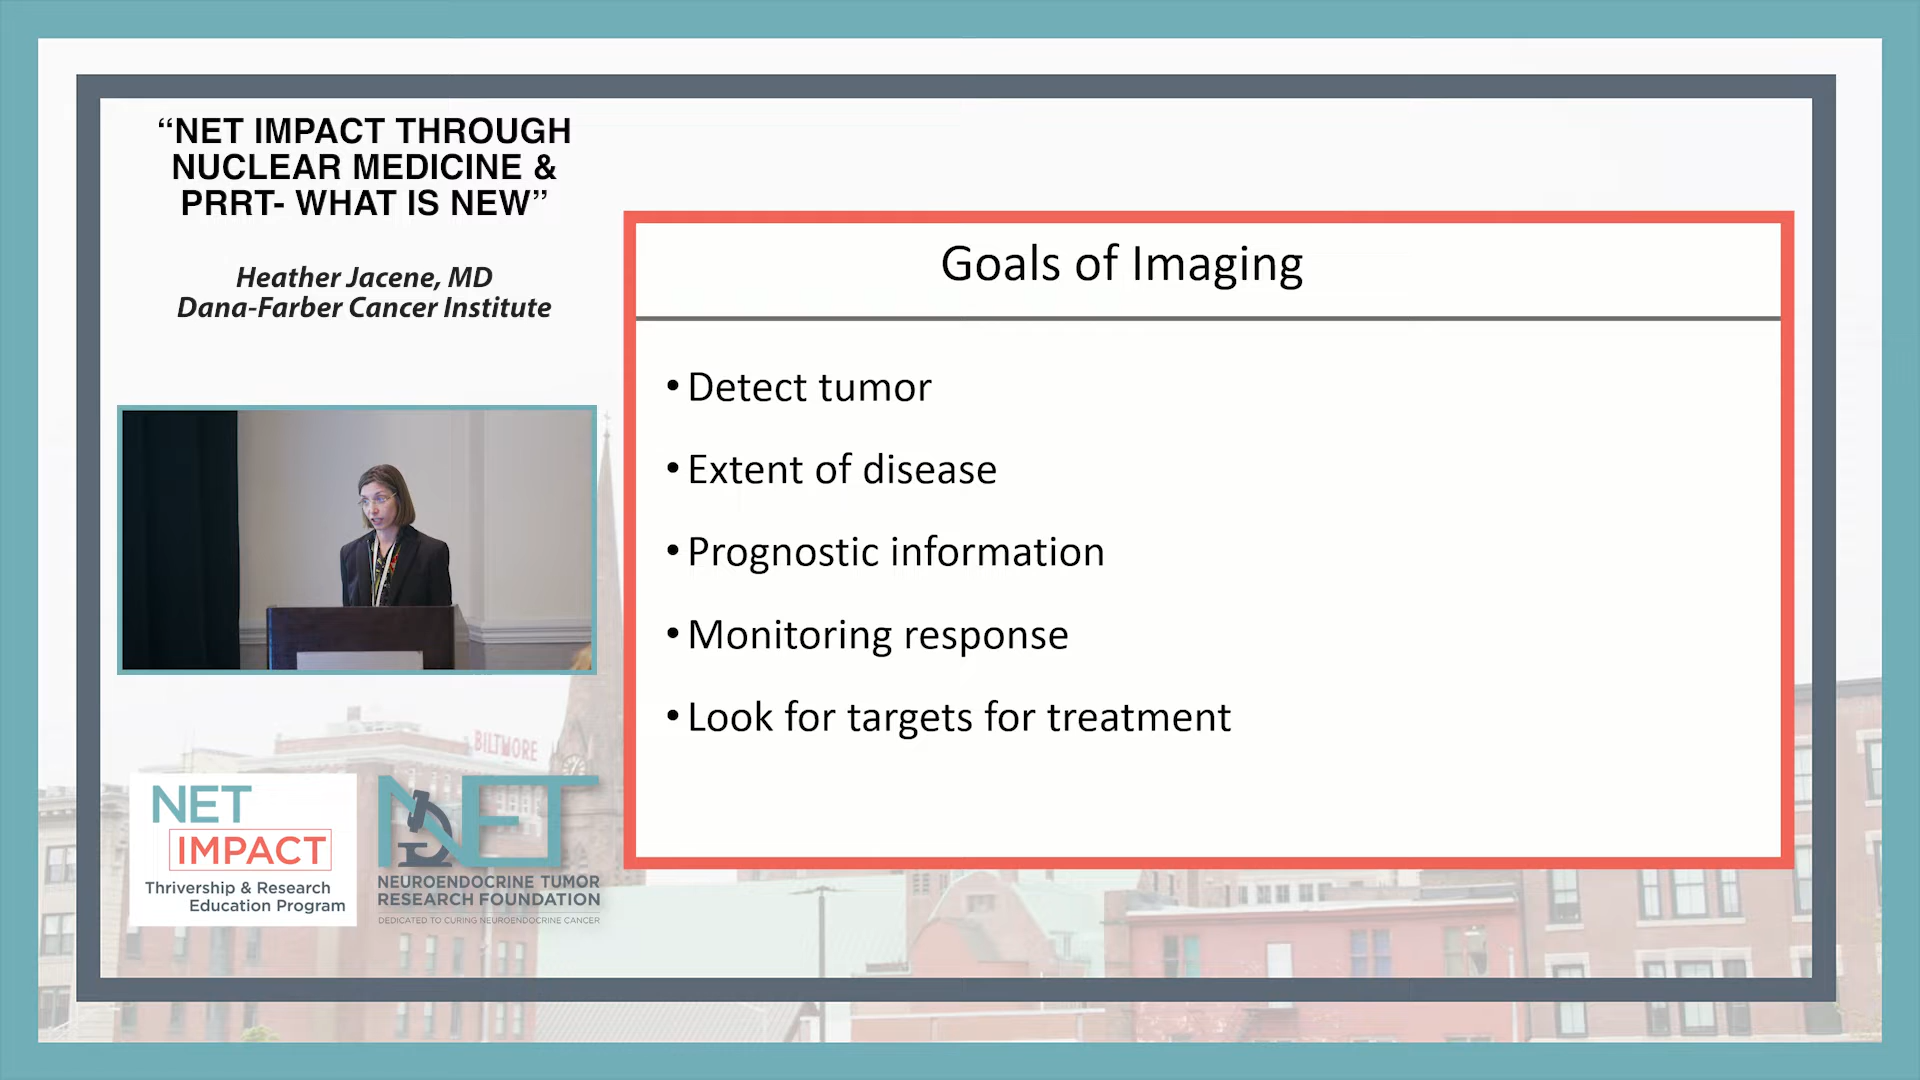 “NET IMPACT THROUGH
NUCLEAR MEDICINE &
PRRT- WHAT IS NEW”
Heather Jacene, MD
Dana-Farber Cancer Institute
Goals of Imaging
• Detect tumor
• Extent of disease
• Prognostic information
• Monitoring response
• Look for targets for treatment
BILTMORE
NET
IMPACT
Thrivership & Research
Education Program
NET
NEUROENDOCRINE TUMOR
RESEARCH FOUNDATION
DEDICATED TO CURING NEUROENDOCRINE CANCER